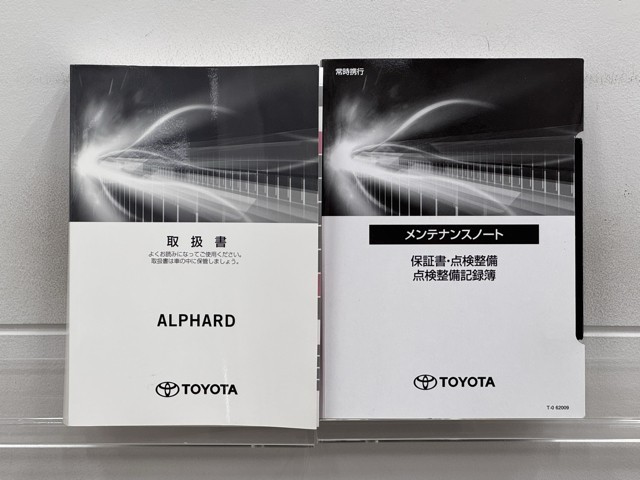 取扱書
よくお読みになってご使用ください。
取扱書は車の中に保管しましょう。
ALPHARD
TOYOTA
常時携行
メンテナンスノート
保証書・点検整備
点検整備記録簿
TOYOTA
T-0 62009